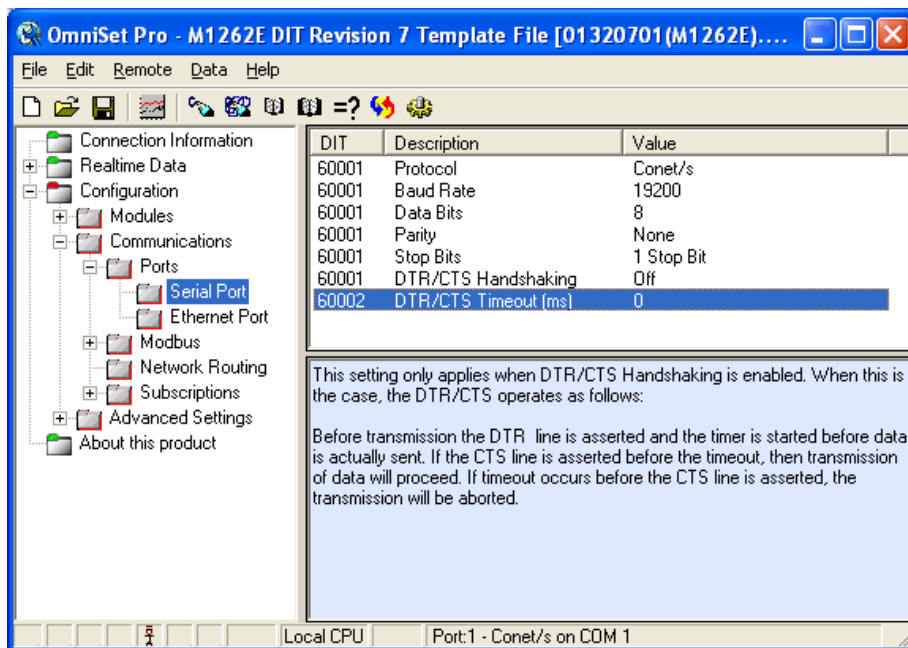 OmniSet Pro - M1262E DIT Revision 7 Template File [01320701(M1262E)....
File Edit Remote Data Help
=?
Connection Information
Realtime Data
Configuration
Modules
Communications
Ports
Serial Port
Ethernet Port
Modbus
Network Routing
Subscriptions
Advanced Settings
About this product
DIT Description Value
60001 Protocol Conet/s
60001 Baud Rate 19200
60001 Data Bits 8
60001 Parity None
60001 Stop Bits 1 Stop Bit
60001 DTR/CTS Handshaking Off
60002 DTR/CTS Timeout (ms) 0
This setting only applies when DTR/CTS Handshaking is enabled. When this is
the case, the DTR/CTS operates as follows:
Before transmission the DTR line is asserted and the timer is started before data
is actually sent. If the CTS line is asserted before the timeout, then transmission
of data will proceed. If timeout occurs before the CTS line is asserted, the
transmission will be aborted.
Local CPU Port:1 - Conet/s on COM 1